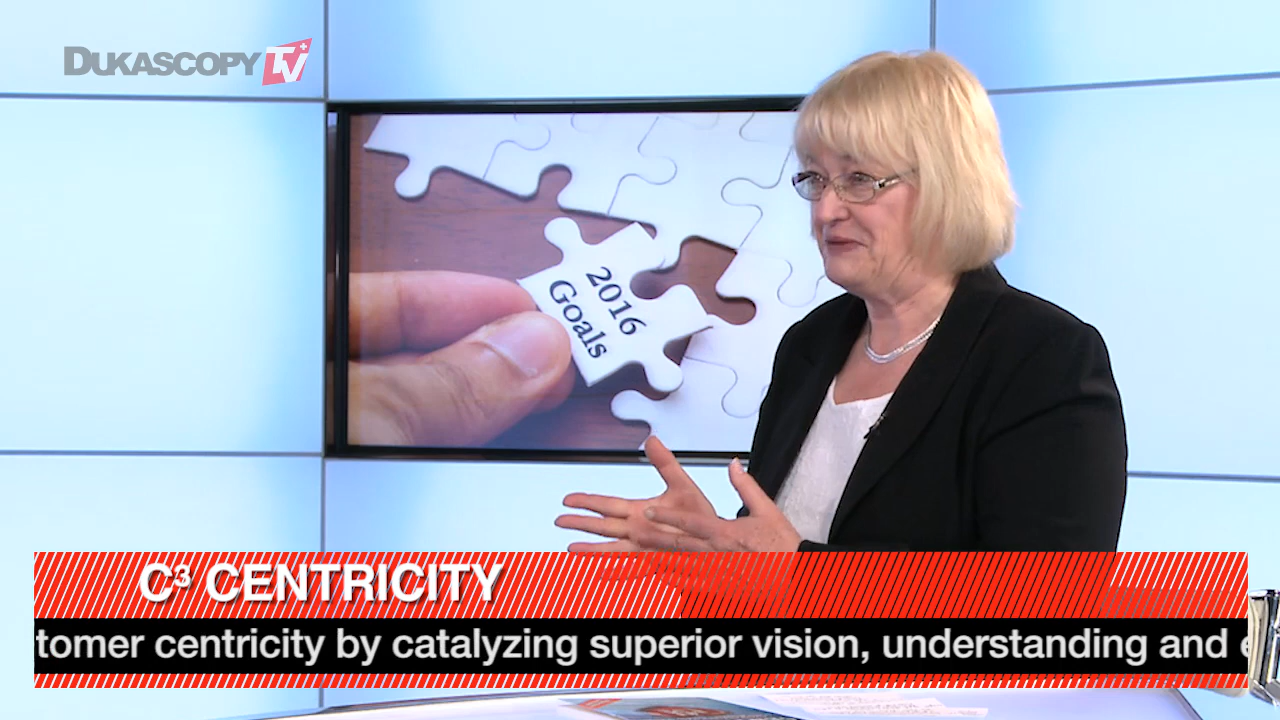 DUKASCOPY TV
2016
Goals
C³ CENTRICITY
tomer centricity by catalyzing superior vision, understanding and